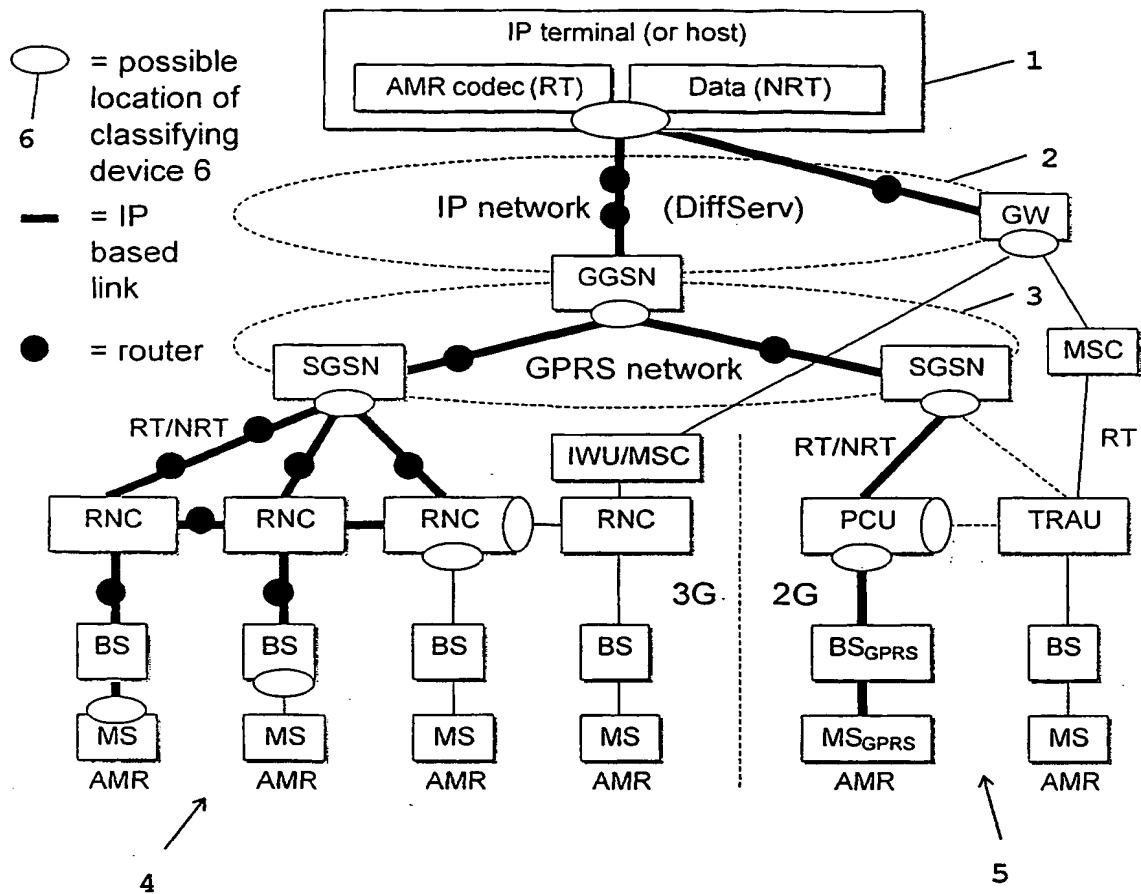 IP terminal (or host)
AMR codec (RT)
Data (NRT)
1
= possible
location of
classifying
device 6
6
= IP
based
link
= router
2
IP network (DiffServ)
GW
GGSN
3
MSC
SGSN
GPRS network
SGSN
RT/NRT
IWU/MSC
RT/NRT
RT
RNC
RNC
RNC
RNC
PCU
TRAU
3G
2G
BS
BS
BS
BS
BSGPRS
BS
MS
MS
MS
MS
MSGPRS
MS
AMR
AMR
AMR
AMR
AMR
AMR
4
5